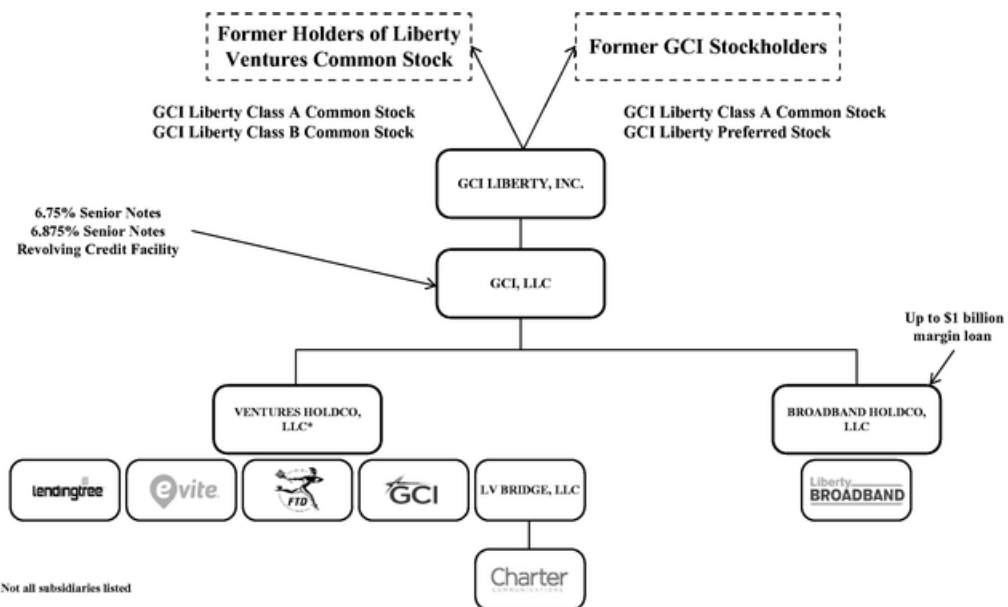 Former Holders of Liberty
Ventures Common Stock
Former GCI Stockholders
GCI Liberty Class A Common Stock
GCI Liberty Class B Common Stock
GCI Liberty Class A Common Stock
GCI Liberty Preferred Stock
GCI LIBERTY, INC.
6.75% Senior Notes
6.875% Senior Notes
Revolving Credit Facility
GCI, LLC
Up to $1 billion
margin loan
VENTURES HOLDCO,
LLC*
BROADBAND HOLDCO,
LLC
lendingtree
evite
FTD
GCI
LV BRIDGE, LLC
Liberty
BROADBAND
Charter
COMMUNICATIONS
Not all subsidiaries listed